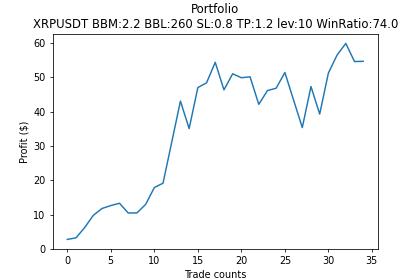 Portfolio
XRPUSDT BBM:2.2 BBL:260 SL:0.8 TP:1.2 lev:10 WinRatio:74.0
60
50
40
30
20
10
0
Profit ($)
0 5 10 15 20 25 30 35
Trade counts